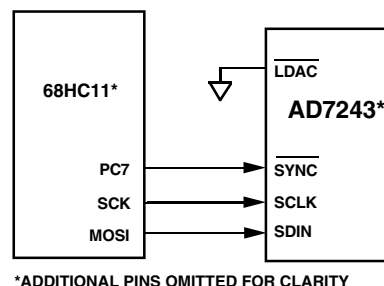 68HC11*
LDAC
AD7243*
PC7
SYNC
SCK
SCLK
MOSI
SDIN
*ADDITIONAL PINS OMITTED FOR CLARITY